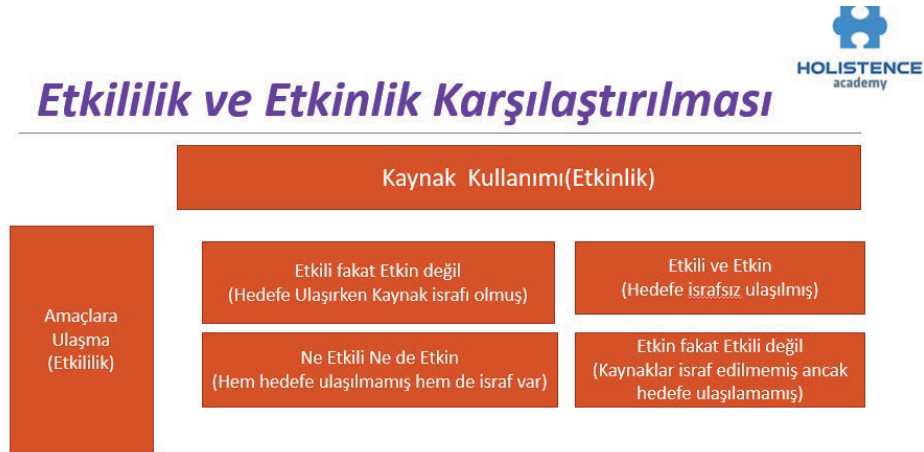 HOLISTENCE
academy
Etkililik ve Etkinlik Karşılaştırılması
Kaynak Kullanımı(Etkinlik)
Amaçlara
Ulaşma
(Etkililik)
Etkili fakat Etkin değil
(Hedefe Ulaşırken Kaynak israfı olmuş)
Etkili ve Etkin
(Hedefe israfsız ulaşılmış)
Ne Etkili Ne de Etkin
(Hem hedefe ulaşılmamış hem de israf var)
Etkin fakat Etkili değil
(Kaynaklar israf edilmemiş ancak
hedefe ulaşılamamış)